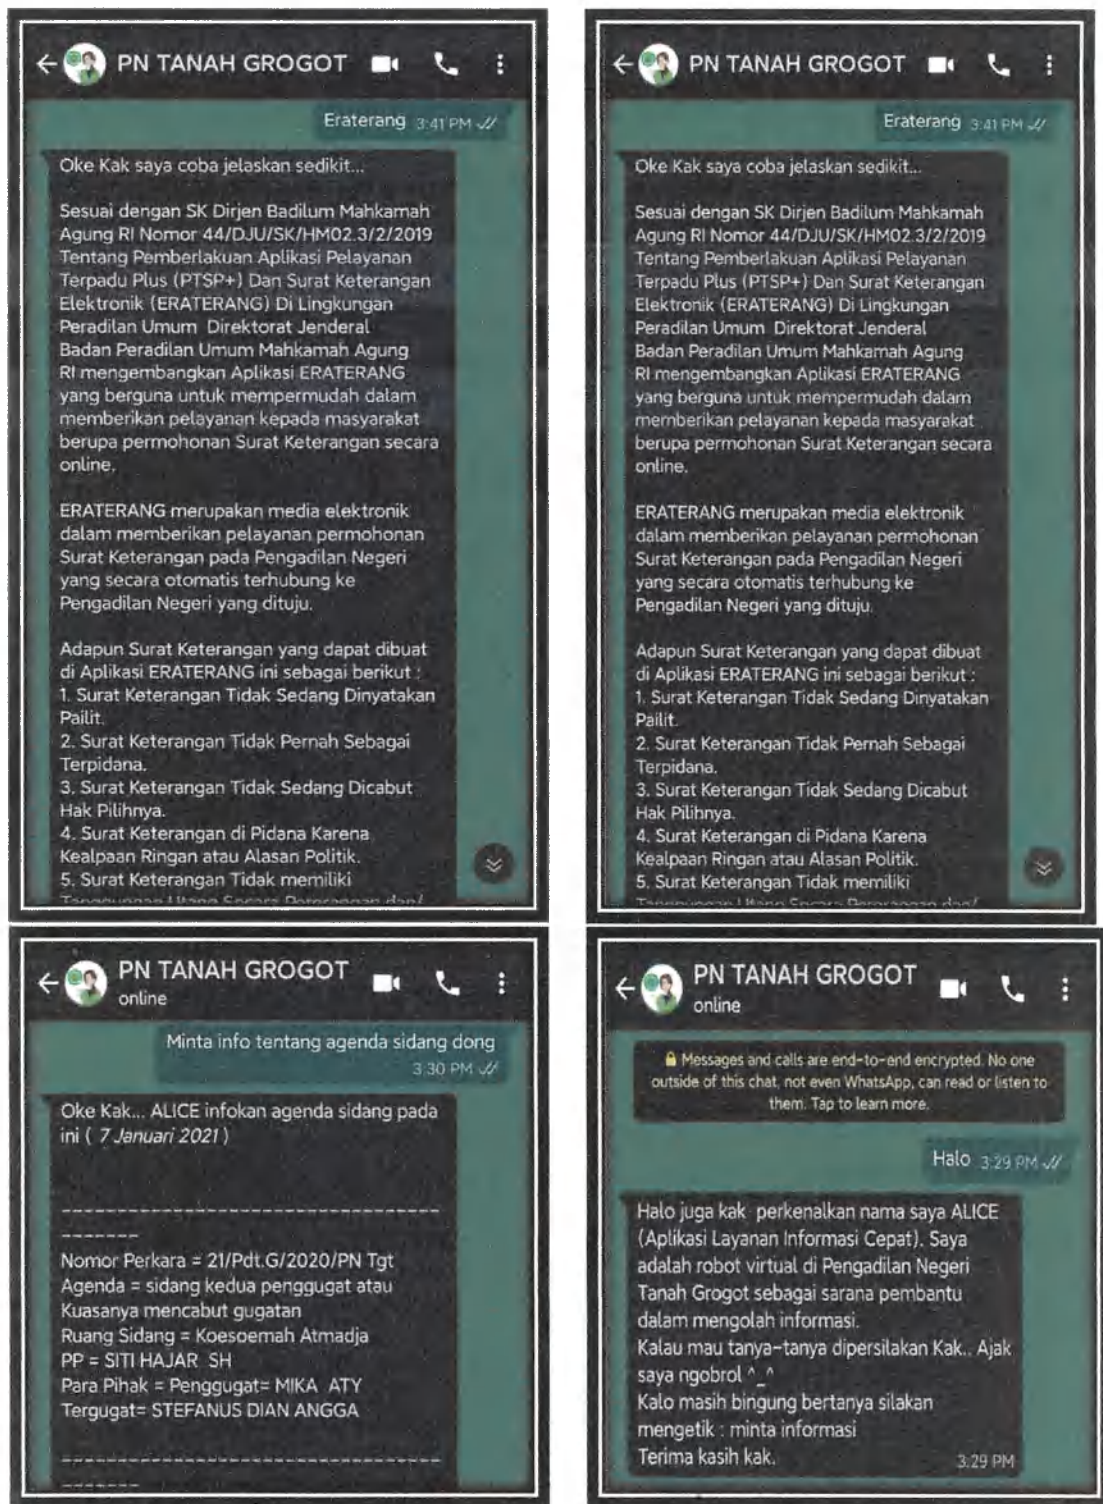 PN TANAH GROGOT
Eraterang 3:41 PM
Oke Kak saya coba jelaskan sedikit...
Sesuai dengan SK Dirjen Badilum Mahkamah
Agung RI Nomor 44/DJU/SK/HM02.3/2/2019
Tentang Pemberlakuan Aplikasi Pelayanan
Terpadu Plus (PTSP+) Dan Surat Keterangan
Elektronik (ERATERANG) Di Lingkungan
Peradilan Umum Direktorat Jenderal
Badan Peradilan Umum Mahkamah Agung
RI mengembangkan Aplikasi ERATERANG
yang berguna untuk mempermudah dalam
memberikan pelayanan kepada masyarakat
berupa permohonan Surat Keterangan secara
online.
ERATERANG merupakan media elektronik
dalam memberikan pelayanan permohonan
Surat Keterangan pada Pengadilan Negeri
yang secara otomatis terhubung ke
Pengadilan Negeri yang dituju.
Adapun Surat Keterangan yang dapat dibuat
di Aplikasi ERATERANG ini sebagai berikut :
1. Surat Keterangan Tidak Sedang Dinyatakan
Pailit.
2. Surat Keterangan Tidak Pernah Sebagai
Terpidana.
3. Surat Keterangan Tidak Sedang Dicabut
Hak Pilihnya.
4. Surat Keterangan di Pidana Karena
Kealpaan Ringan atau Alasan Politik.
5. Surat Keterangan Tidak memiliki
Tanggungan Utang Secara Perorangan dan/
PN TANAH GROGOT
Eraterang 3:41 PM
Oke Kak saya coba jelaskan sedikit...
Sesuai dengan SK Dirjen Badilum Mahkamah
Agung RI Nomor 44/DJU/SK/HM02.3/2/2019
Tentang Pemberlakuan Aplikasi Pelayanan
Terpadu Plus (PTSP+) Dan Surat Keterangan
Elektronik (ERATERANG) Di Lingkungan
Peradilan Umum Direktorat Jenderal
Badan Peradilan Umum Mahkamah Agung
RI mengembangkan Aplikasi ERATERANG
yang berguna untuk mempermudah dalam
memberikan pelayanan kepada masyarakat
berupa permohonan Surat Keterangan secara
online.
ERATERANG merupakan media elektronik
dalam memberikan pelayanan permohonan
Surat Keterangan pada Pengadilan Negeri
yang secara otomatis terhubung ke
Pengadilan Negeri yang dituju.
Adapun Surat Keterangan yang dapat dibuat
di Aplikasi ERATERANG ini sebagai berikut :
1. Surat Keterangan Tidak Sedang Dinyatakan
Pailit.
2. Surat Keterangan Tidak Pernah Sebagai
Terpidana.
3. Surat Keterangan Tidak Sedang Dicabut
Hak Pilihnya.
4. Surat Keterangan di Pidana Karena
Kealpaan Ringan atau Alasan Politik.
5. Surat Keterangan Tidak memiliki
Tanggungan Utang Secara Perorangan dan/
PN TANAH GROGOT
online
Minta info tentang agenda sidang dong
3:30 PM
Oke Kak... ALICE infokan agenda sidang pada
ini ( 7 Januari 2021 )
-----------------------------------
-------
Nomor Perkara = 21/Pdt.G/2020/PN Tgt
Agenda = sidang kedua penggugat atau
Kuasanya mencabut gugatan
Ruang Sidang = Koesoemah Atmadja
PP = SITI HAJAR SH
Para Pihak = Penggugat= MIKA ATY
Tergugat= STEFANUS DIAN ANGGA
-----------------------------------
-------
PN TANAH GROGOT
online
Messages and calls are end-to-end encrypted. No one
outside of this chat, not even WhatsApp, can read or listen to
them. Tap to learn more.
Halo 3:29 PM
Halo juga kak perkenalkan nama saya ALICE
(Aplikasi Layanan Informasi Cepat). Saya
adalah robot virtual di Pengadilan Negeri
Tanah Grogot sebagai sarana pembantu
dalam mengolah informasi.
Kalau mau tanya-tanya dipersilakan Kak.. Ajak
saya ngobrol ^_^
Kalo masih bingung bertanya silakan
mengetik : minta informasi
Terima kasih kak. 3:29 PM